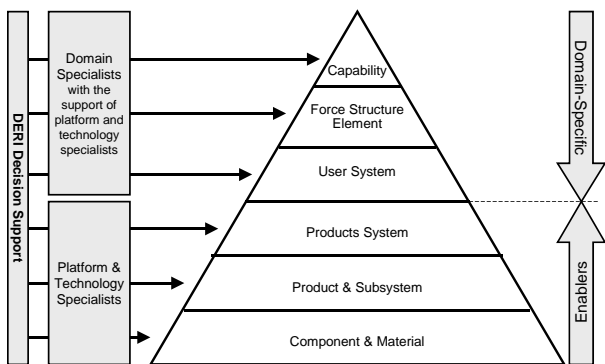 DERI Decision Support
Domain
Specialists
with the
support of
platform and
technology
specialists
Platform &
Technology
Specialists
Capability
Force Structure
Element
User System
Products System
Product & Subsystem
Component & Material
Domain-Specific
Enablers